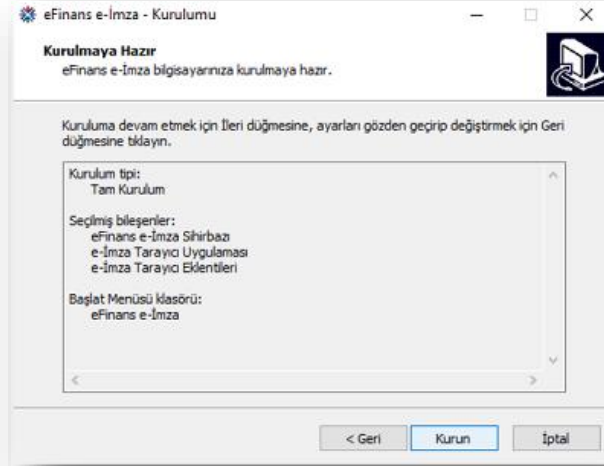 eFinans e-İmza - Kurulumu
Kurulmaya Hazır
eFinans e-İmza bilgisayarınıza kurulmaya hazır.
Kuruluma devam etmek için İleri düğmesine, ayarları gözden geçirip değiştirmek için Geri
düğmesine tıklayın.
Kurulum tipi:
Tam Kurulum
Seçilmiş bileşenler:
eFinans e-İmza Sihirbazı
e-İmza Tarayıcı Uygulaması
e-İmza Tarayıcı Eklentileri
Başlat Menüsü klasörü:
eFinans e-İmza
< Geri
Kurun
İptal